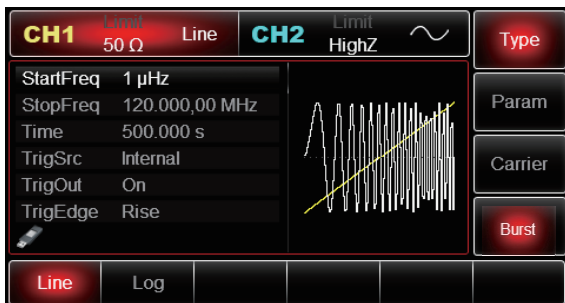 CH1 Limit 50 Ω Line CH2 Limit HighZ Type
StartFreq 1 µHz
StopFreq 120.000,00 MHz Param
Time 500.000 s
TrigSrc Internal Carrier
TrigOut On
TrigEdge Rise Burst
Line Log